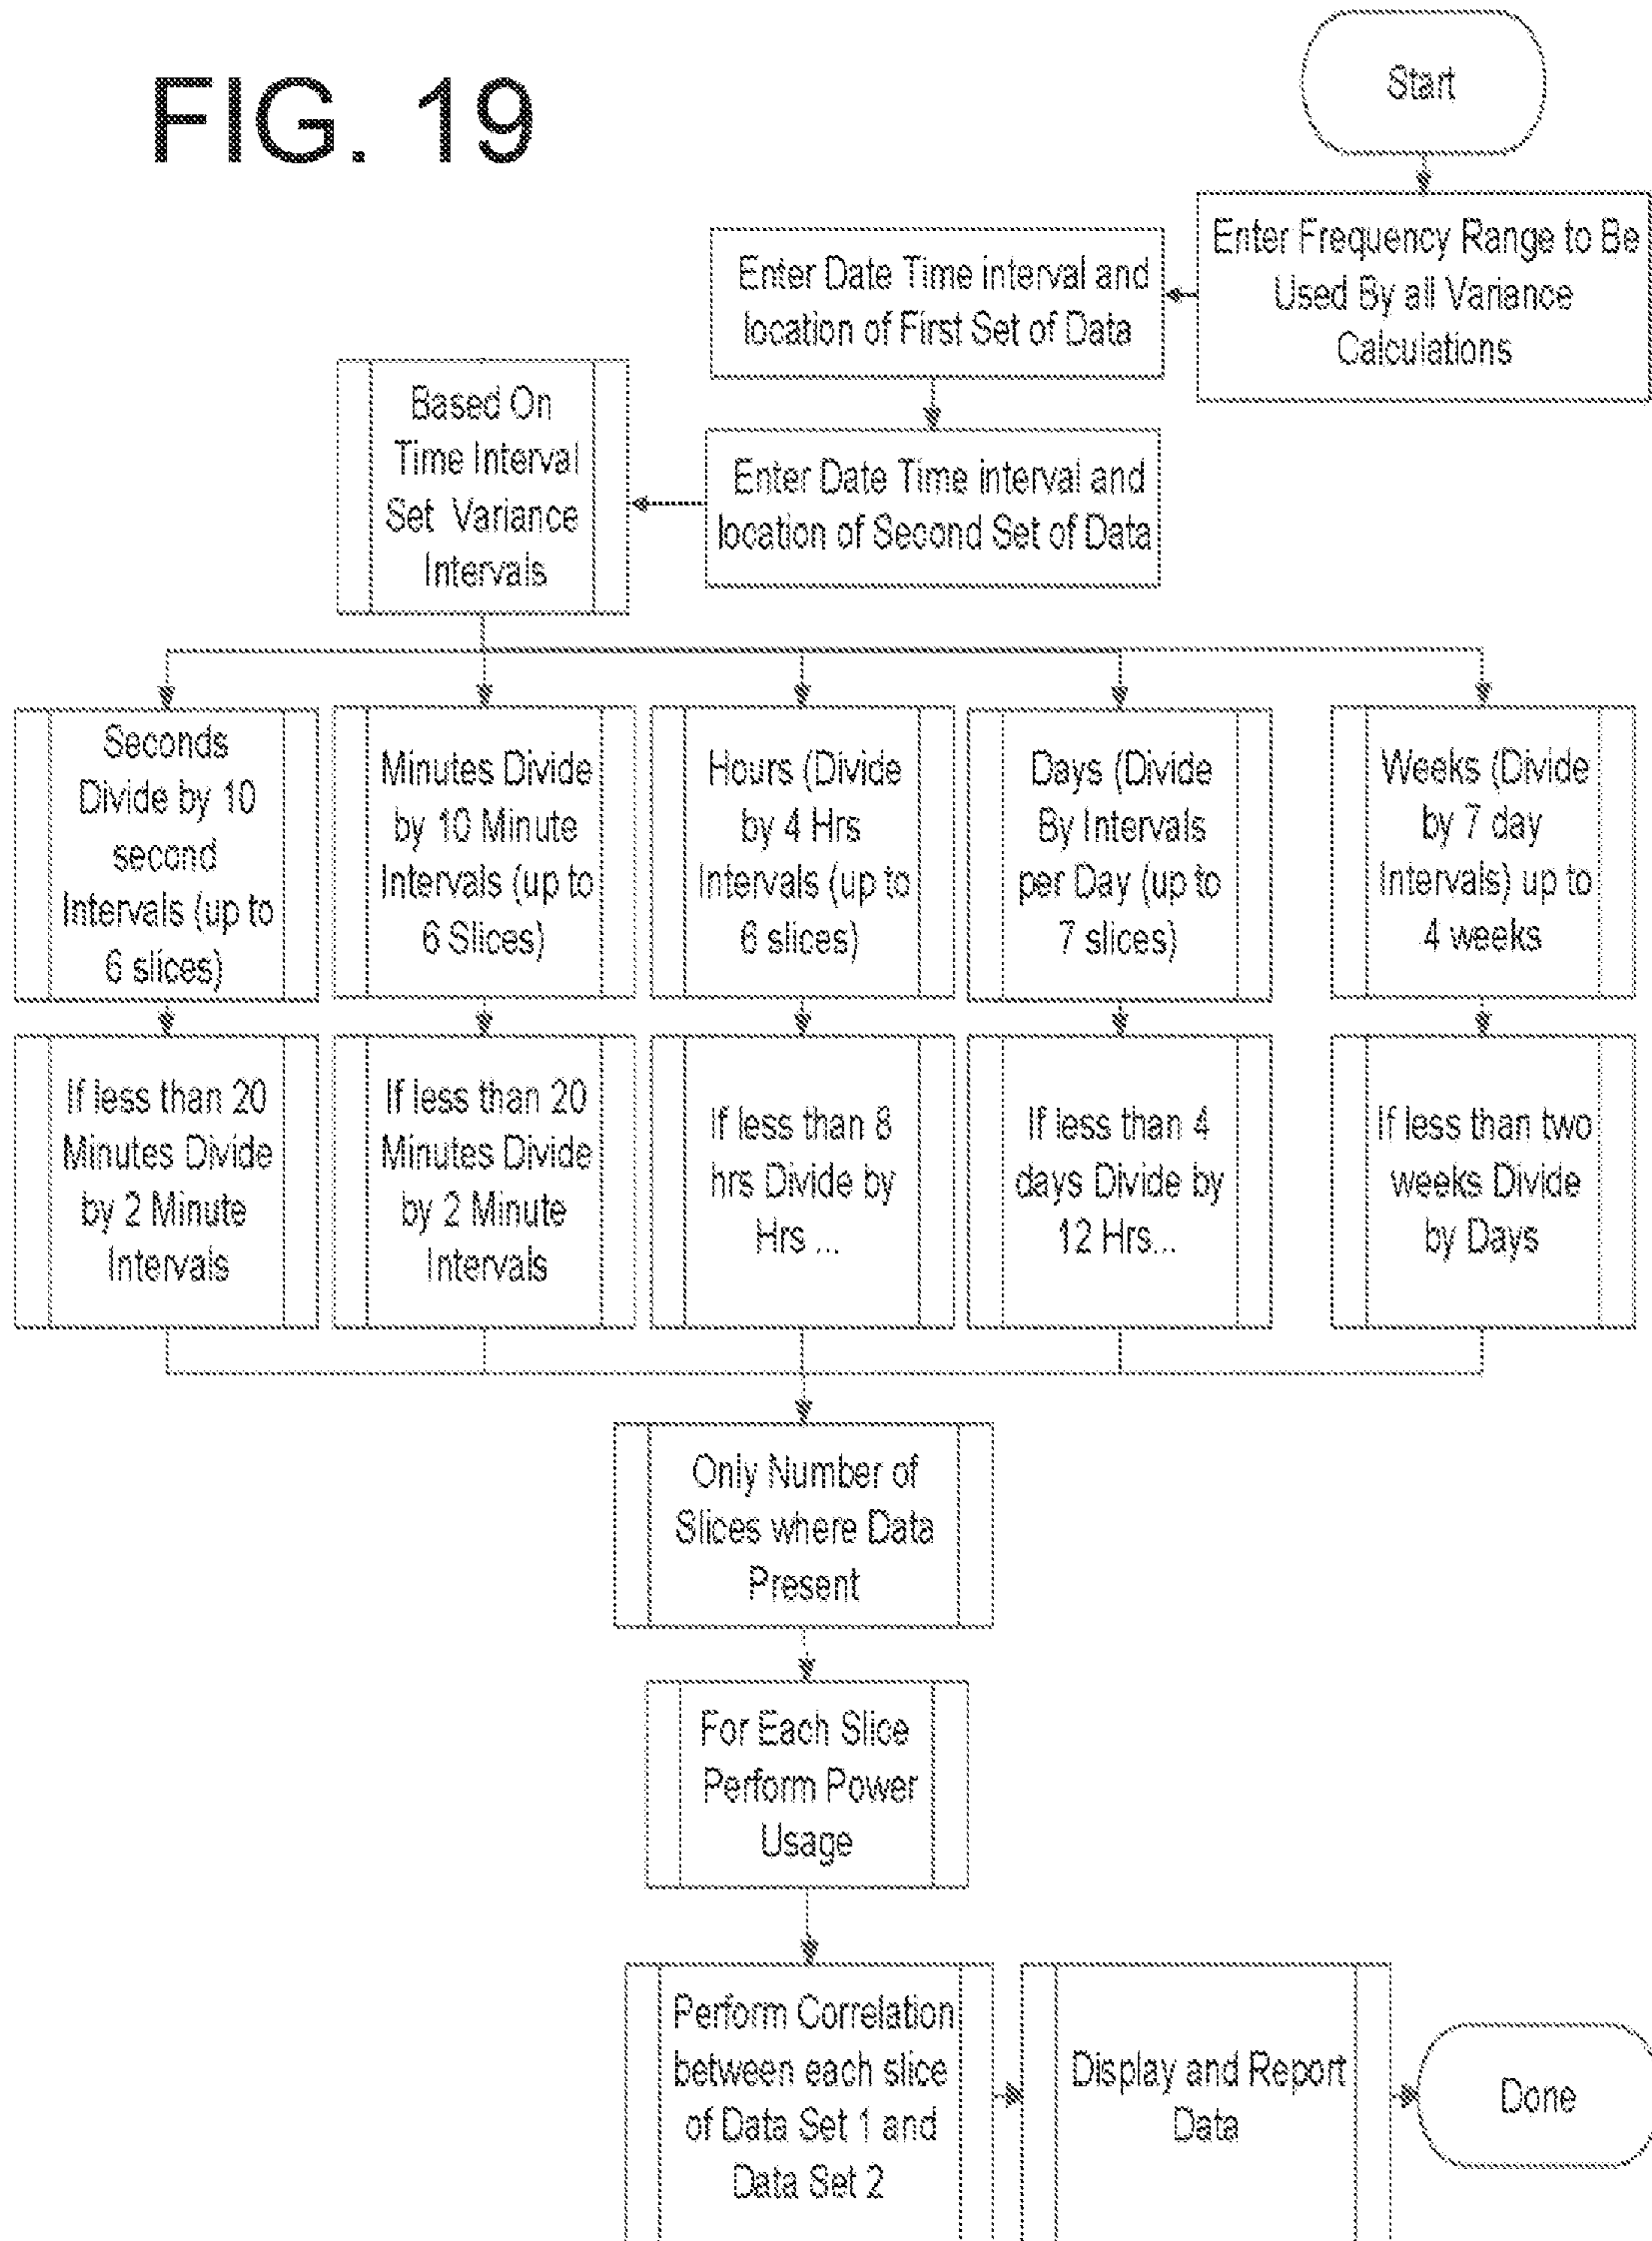 FIG. 19
Start
Enter Frequency Range to Be
Used By all Variance
Calculations
Enter Date Time interval and
location of First Set of Data
Enter Date Time interval and
location of Second Set of Data
Based On
Time Interval
Set Variance
Intervals
Seconds
Divide by 10
second
Intervals (up to
6 slices)
Minutes Divide
by 10 Minute
Intervals (up to
6 Slices)
Hours (Divide
by 4 Hrs
Intervals (up to
6 slices)
Days (Divide
By Intervals
per Day (up to
7 slices)
Weeks (Divide
by 7 day
Intervals) up to
4 weeks
If less than 20
Minutes Divide
by 2 Minute
Intervals
If less than 20
Minutes Divide
by 2 Minute
Intervals
If less than 8
hrs Divide by
Hrs ...
If less than 4
days Divide by
12 Hrs...
If less than two
weeks Divide
by Days
Only Number of
Slices where Data
Present
For Each Slice
Perform Power
Usage
Perform Correlation
between each slice
of Data Set 1 and
Data Set 2
Display and Report
Data
Done